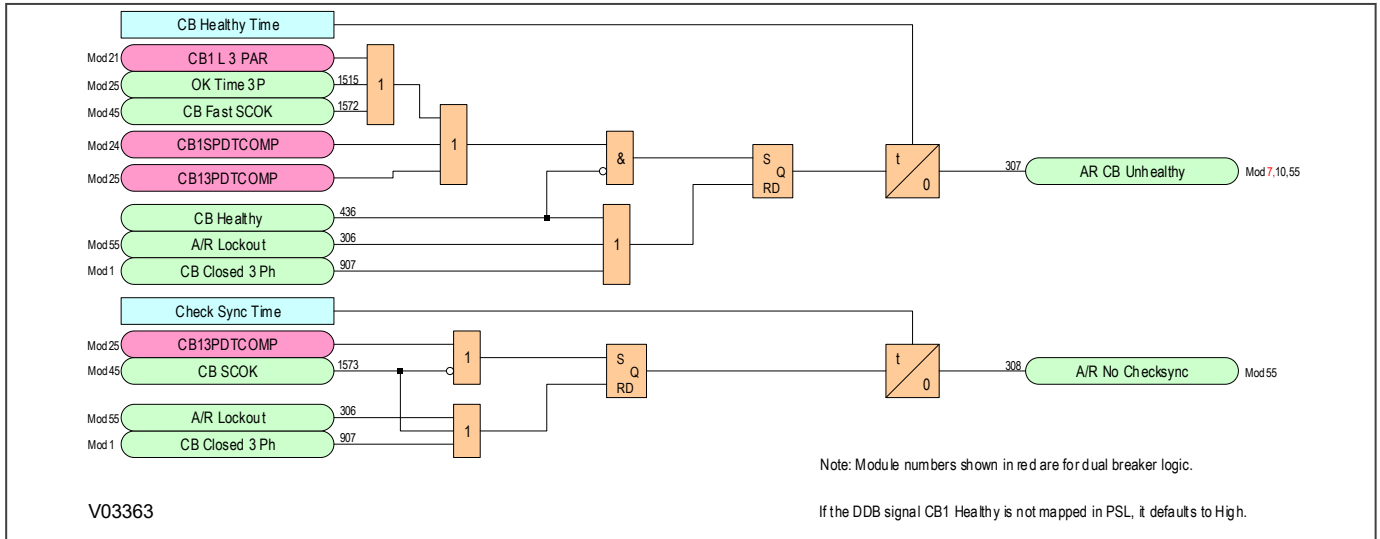 CB Healthy Time
Mod 21 CB1 L 3 PAR
Mod 25 OK Time 3P 1515
Mod 45 CB Fast SCOK 1572
1
Mod 24 CB1SPDTCOMP
Mod 25 CB13PDTCOMP
1
&
S
Q
RD
t
0
307 AR CB Unhealthy Mod 7,10,55
CB Healthy 436
Mod 55 A/R Lockout 306
Mod 1 CB Closed 3 Ph 907
1
Check Sync Time
Mod 25 CB13PDTCOMP
Mod 45 CB SCOK 1573
1
S
Q
RD
t
0
308 A/R No Checksync Mod 55
Mod 55 A/R Lockout 306
Mod 1 CB Closed 3 Ph 907
1
Note: Module numbers shown in red are for dual breaker logic.
V03363
If the DDB signal CB1 Healthy is not mapped in PSL, it defaults to High.